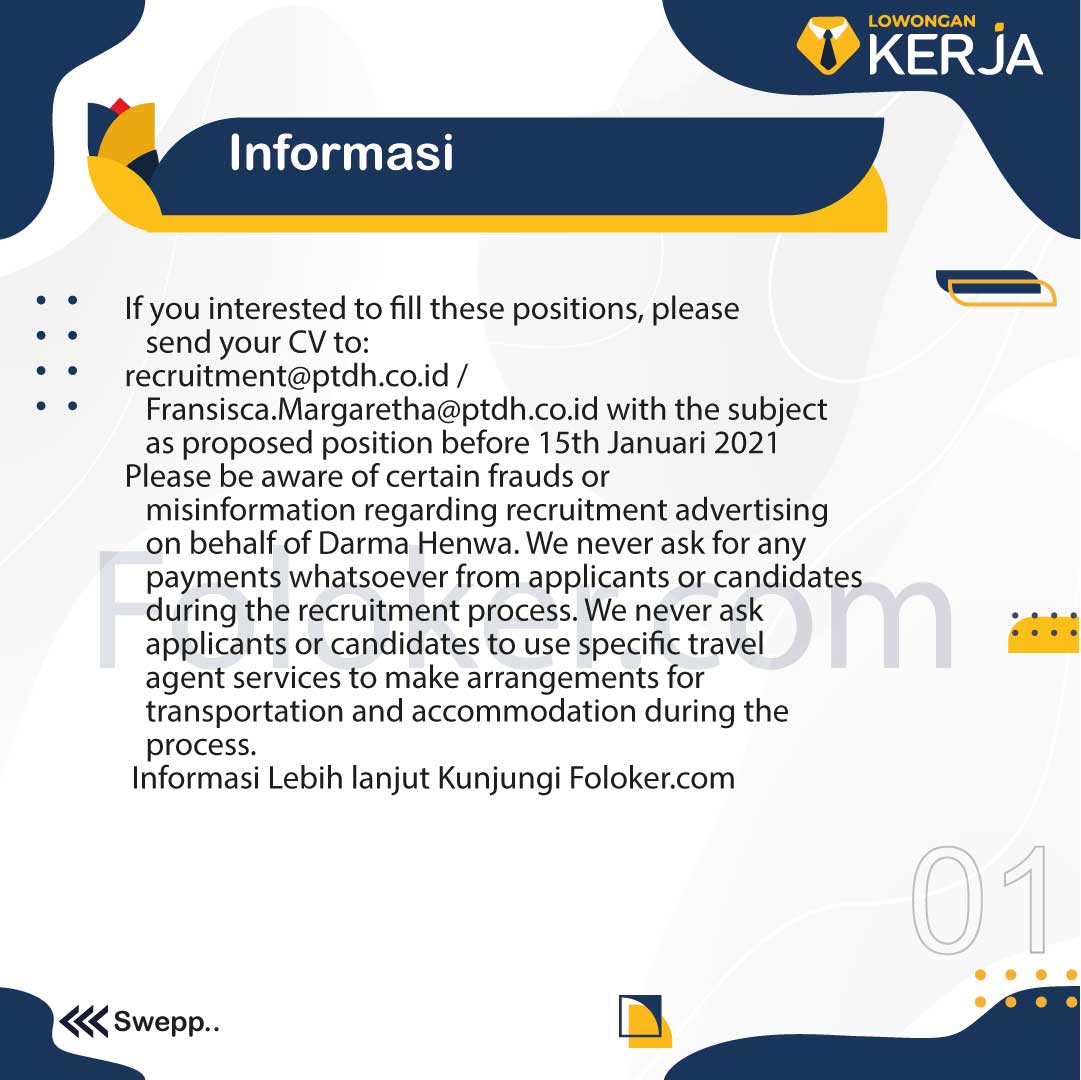 LOWONGAN
KERJA
Informasi
If you interested to fill these positions, please
send your CV to:
recruitment@ptdh.co.id /
Fransisca.Margaretha@ptdh.co.id with the subject
as proposed position before 15th Januari 2021
Please be aware of certain frauds or
misinformation regarding recruitment advertising
on behalf of Darma Henwa. We never ask for any
payments whatsoever from applicants or candidates
during the recruitment process. We never ask
applicants or candidates to use specific travel
agent services to make arrangements for
transportation and accommodation during the
process.
Informasi Lebih lanjut Kunjungi Foloker.com
Foloker.com
01
Swepp..